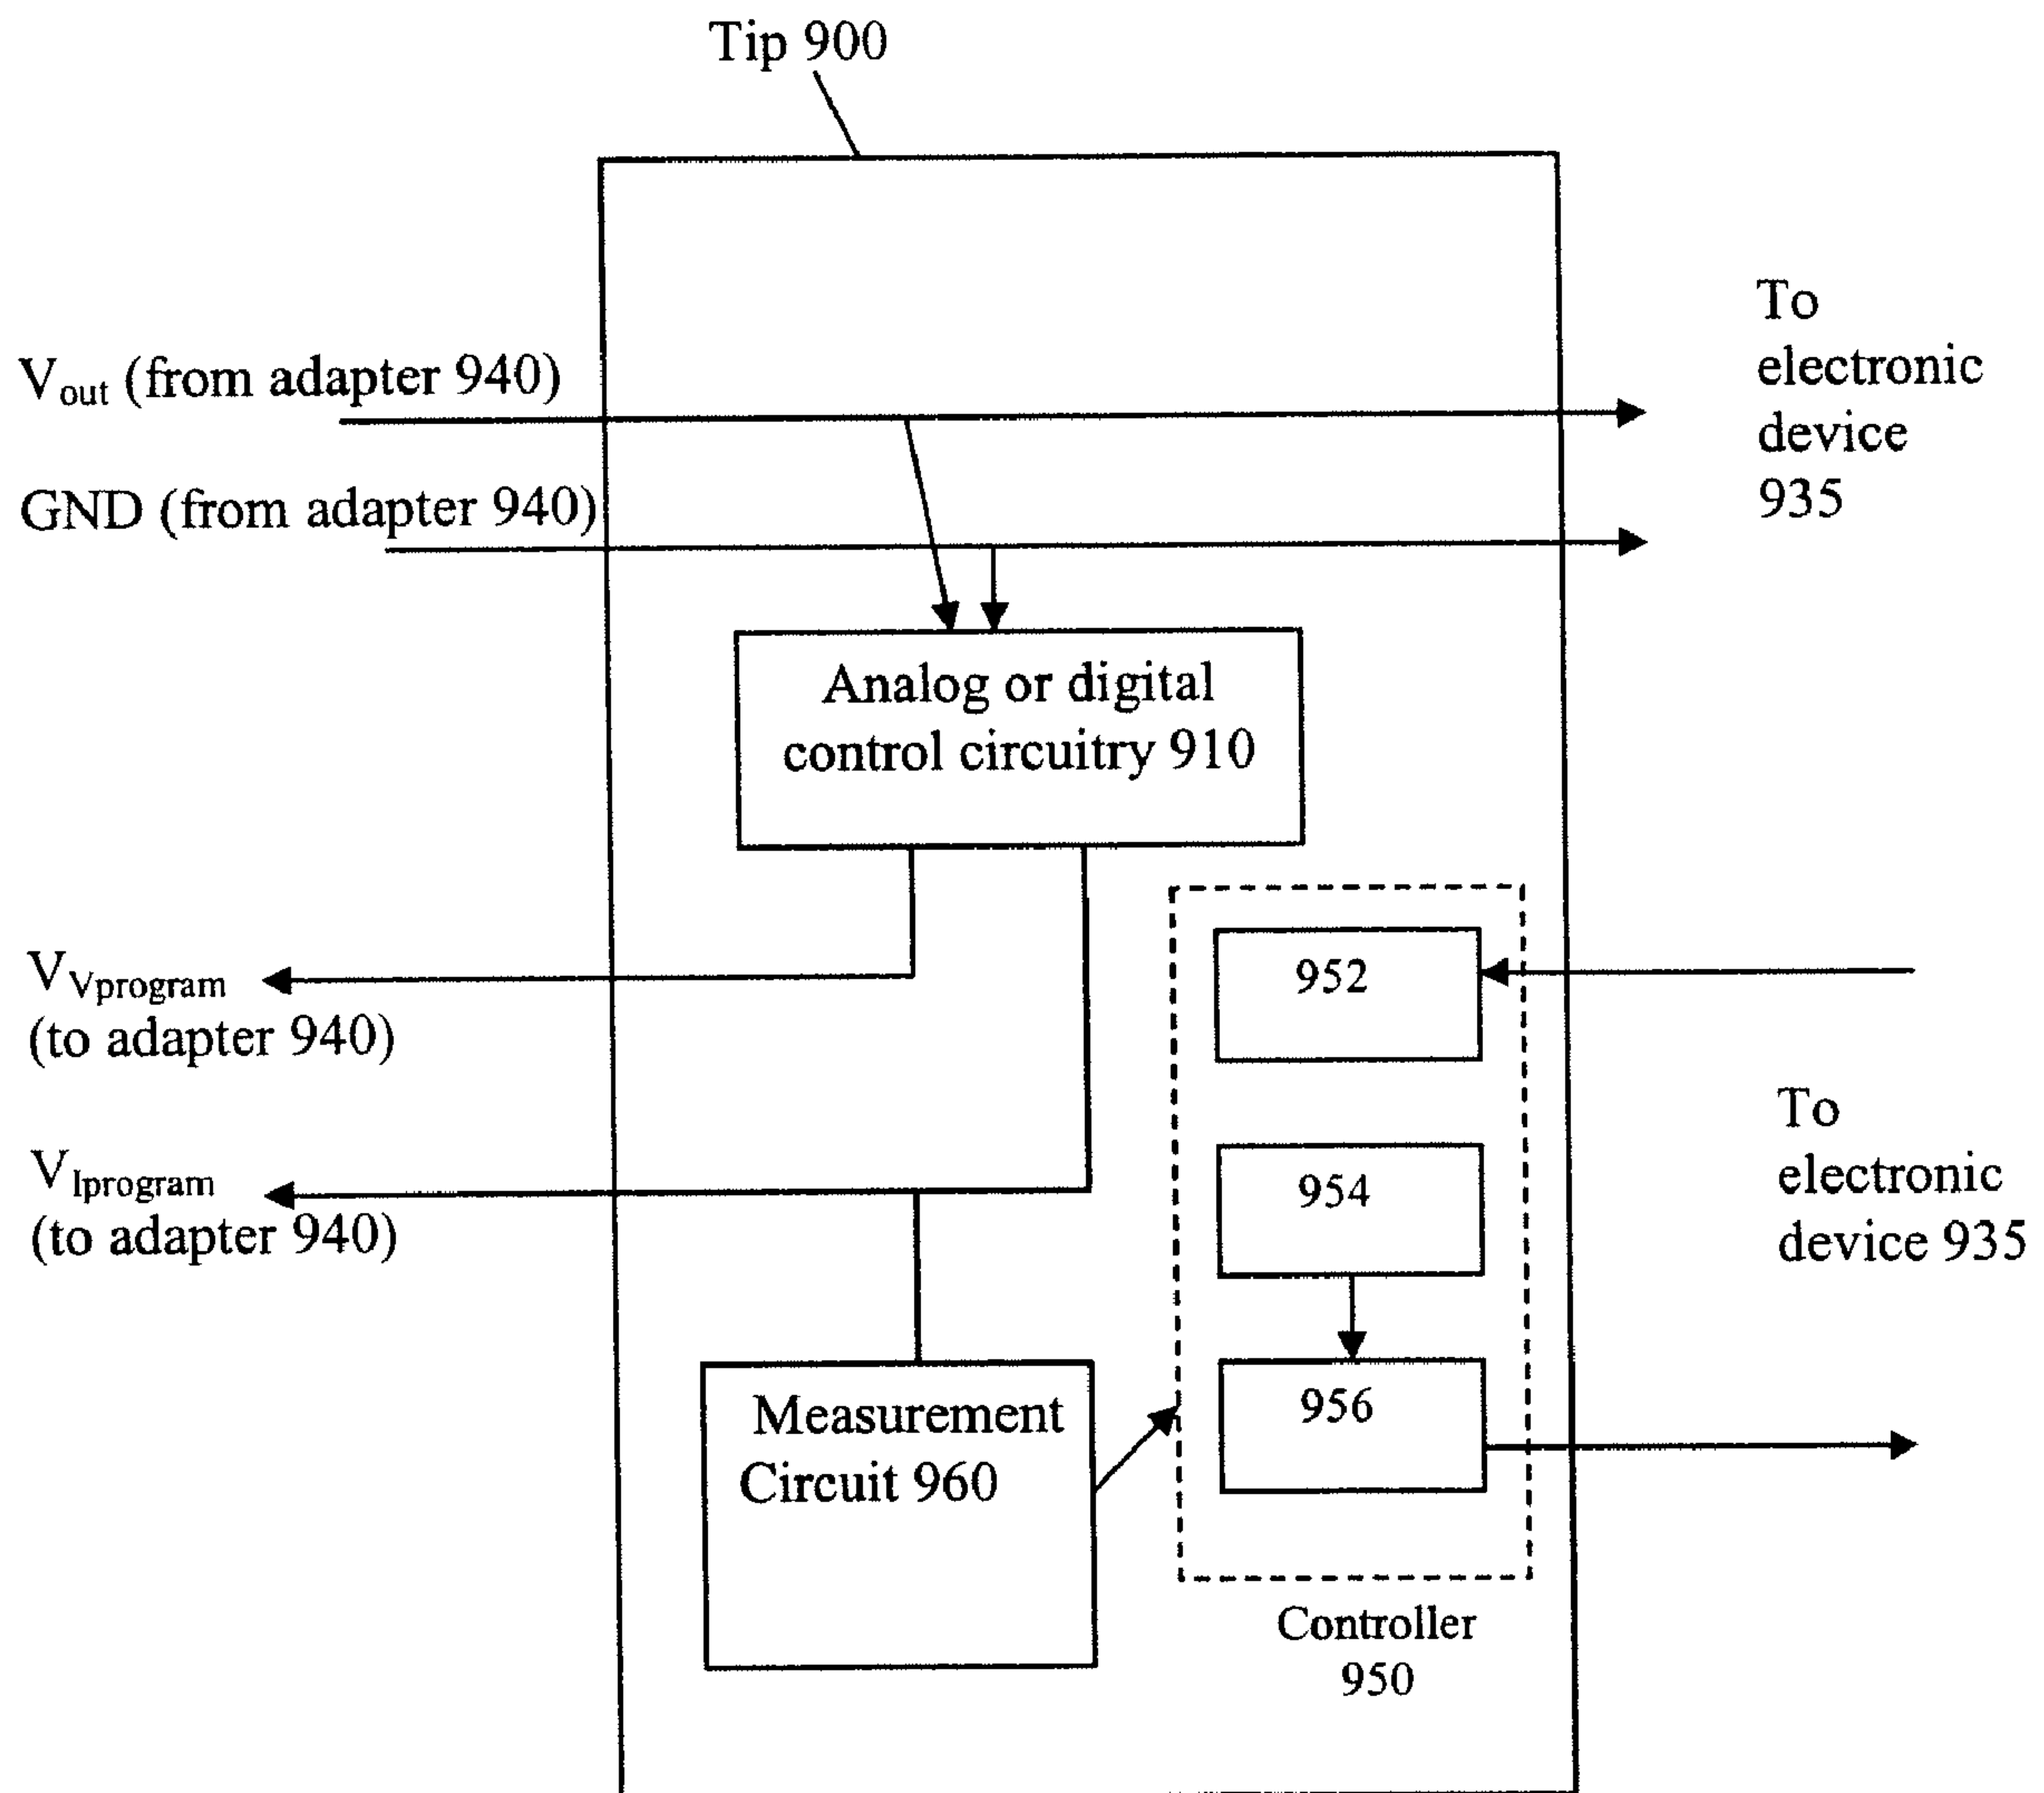 Tip 900
To
electronic
device
935
Vout (from adapter 940)
GND (from adapter 940)
Analog or digital
control circuitry 910
952
VVprogram
(to adapter 940)
954
To
electronic
device 935
VIprogram
(to adapter 940)
956
Measurement
Circuit 960
Controller
950